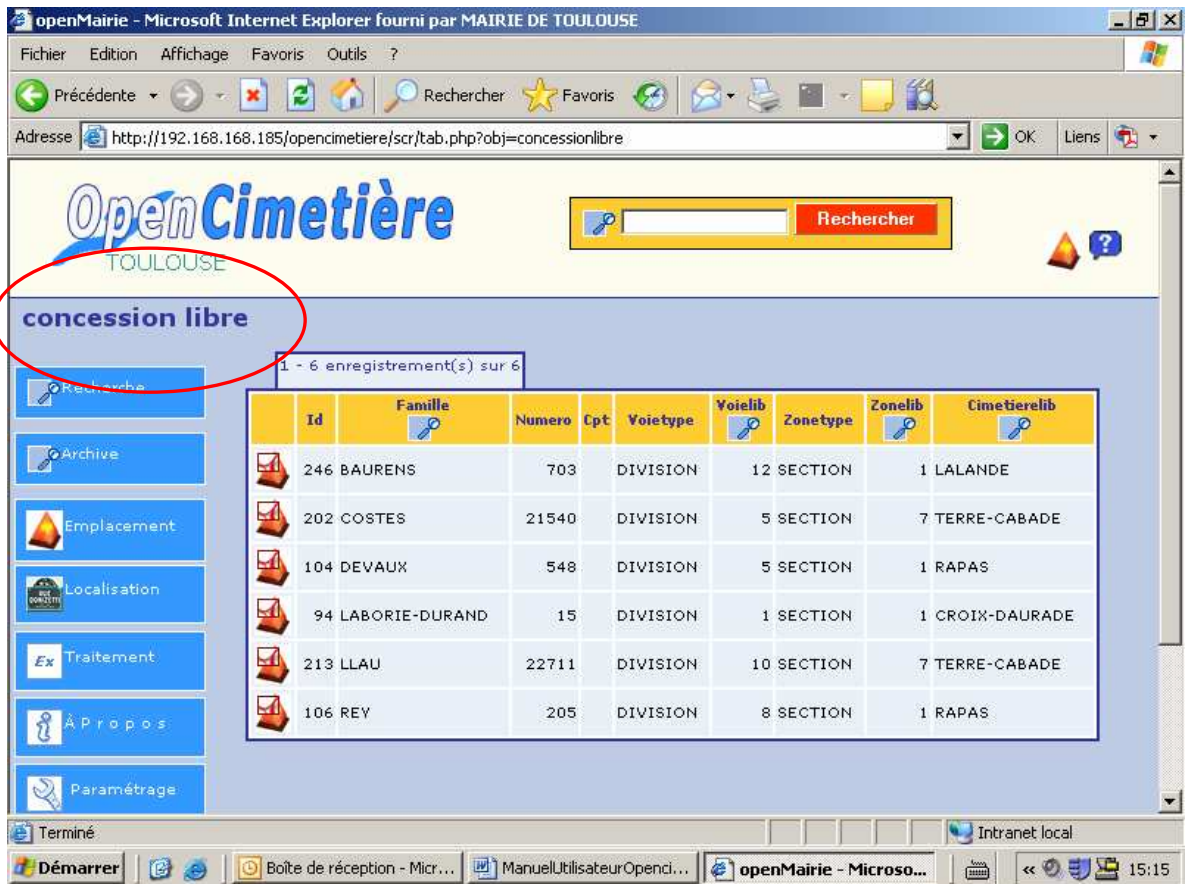 openMairie - Microsoft Internet Explorer fourni par MAIRIE DE TOULOUSE
Fichier Edition Affichage Favoris Outils ?
Précédente Rechercher Favoris
Adresse http://192.168.168.185/opencimetiere/scr/tab.php?obj=concessionlibre OK Liens
OpenCimetière
TOULOUSE
Rechercher
concession libre
1 - 6 enregistrement(s) sur 6
Recherche
Archive
Emplacement
Localisation
Ex Traitement
À Propos
Paramétrage
Id Famille Numero Cpt Voietype Voielib Zonetype Zonelib Cimetierelib
246 BAURENS 703 DIVISION 12 SECTION 1 LALANDE
202 COSTES 21540 DIVISION 5 SECTION 7 TERRE-CABADE
104 DEVAUX 548 DIVISION 5 SECTION 1 RAPAS
94 LABORIE-DURAND 15 DIVISION 1 SECTION 1 CROIX-DAURADE
213 LLAU 22711 DIVISION 10 SECTION 7 TERRE-CABADE
106 REY 205 DIVISION 8 SECTION 1 RAPAS
Terminé Intranet local
Démarrer Boîte de réception - Micr... ManuelUtilisateurOpenci... openMairie - Microso... « 15:15